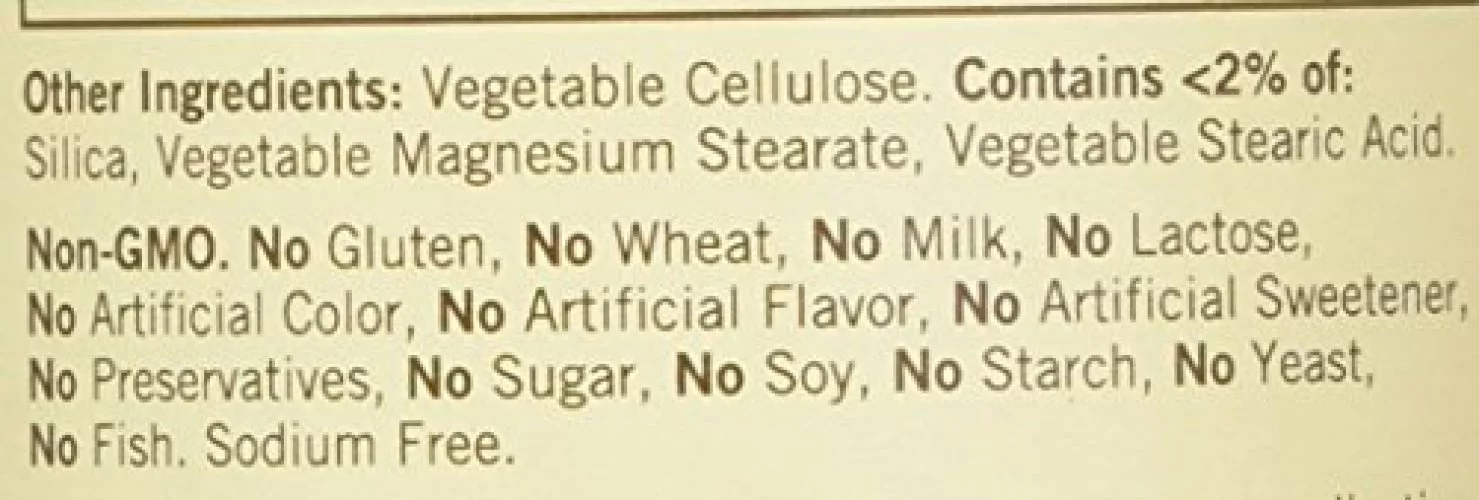 Other Ingredients: Vegetable Cellulose. Contains <2% of:
Silica, Vegetable Magnesium Stearate, Vegetable Stearic Acid.
Non-GMO. No Gluten, No Wheat, No Milk, No Lactose,
No Artificial Color, No Artificial Flavor, No Artificial Sweetener,
No Preservatives, No Sugar, No Soy, No Starch, No Yeast,
No Fish. Sodium Free.